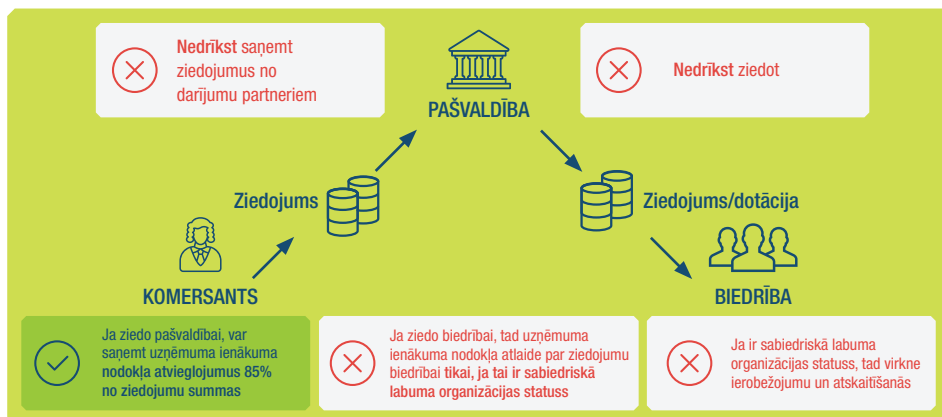 Nedrīkst saņemt
ziedojumus no
darījumu partneriem
Nedrīkst ziedot
PAŠVALDĪBA
Ziedojums
Ziedojums/dotācija
KOMERSANTS
BIEDRĪBA
Ja ziedo pašvaldībai, var
saņemt uzņēmuma ienākuma
nodokļa atvieglojumus 85%
no ziedojumu summas
Ja ziedo biedrībai, tad uzņēmuma
ienākuma nodokļa atlaide par ziedojumu
biedrībai tikai, ja tai ir sabiedriskā
labuma organizācijas statuss
Ja ir sabiedriskā labuma
organizācijas statuss, tad virkne
ierobežojumu un atskaitīšanās